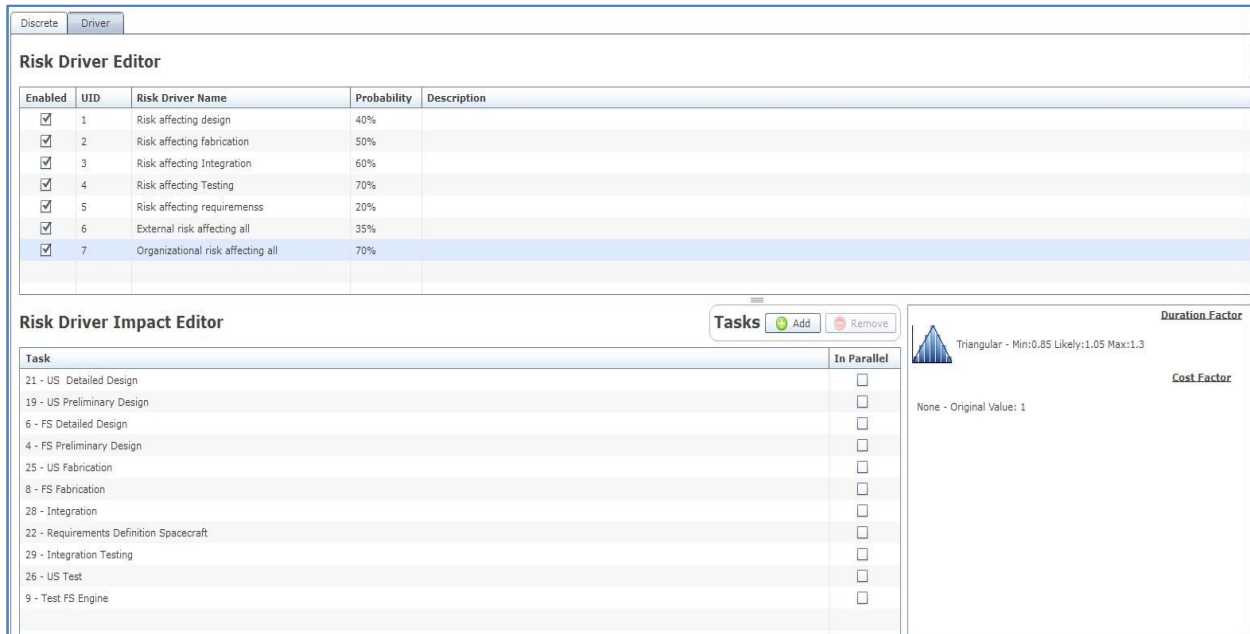 Discrete Driver
Risk Driver Editor
Enabled UID Risk Driver Name Probability Description
1 Risk affecting design 40%
2 Risk affecting fabrication 50%
3 Risk affecting Integration 60%
4 Risk affecting Testing 70%
5 Risk affecting requiremenss 20%
6 External risk affecting all 35%
7 Organizational risk affecting all 70%
Risk Driver Impact Editor Tasks Add Remove
Task In Parallel
21 - US Detailed Design
19 - US Preliminary Design
6 - FS Detailed Design
4 - FS Preliminary Design
25 - US Fabrication
8 - FS Fabrication
28 - Integration
22 - Requirements Definition Spacecraft
29 - Integration Testing
26 - US Test
9 - Test FS Engine
Duration Factor
Triangular - Min:0.85 Likely:1.05 Max:1.3
Cost Factor
None - Original Value: 1